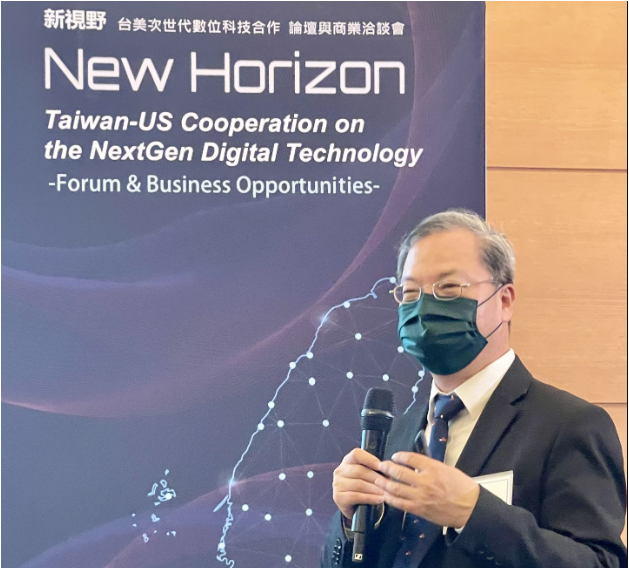 新視野 台美次世代數位科技合作 論壇與商業洽談會
New Horizon
Taiwan-US Cooperation on
the NextGen Digital Technology
-Forum & Business Opportunities-